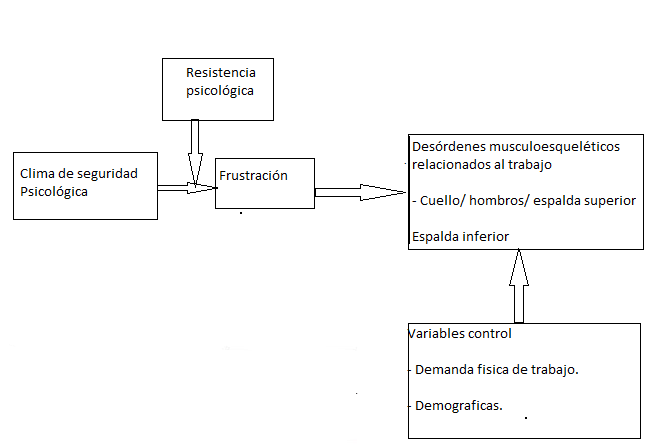 Resistencia
psicológica
Clima de seguridad
Psicológica
Frustración
Desórdenes musculoesqueléticos
relacionados al trabajo
- Cuello/ hombros/ espalda superior
Espalda inferior
Variables control
- Demanda fisica de trabajo.
- Demograficas.